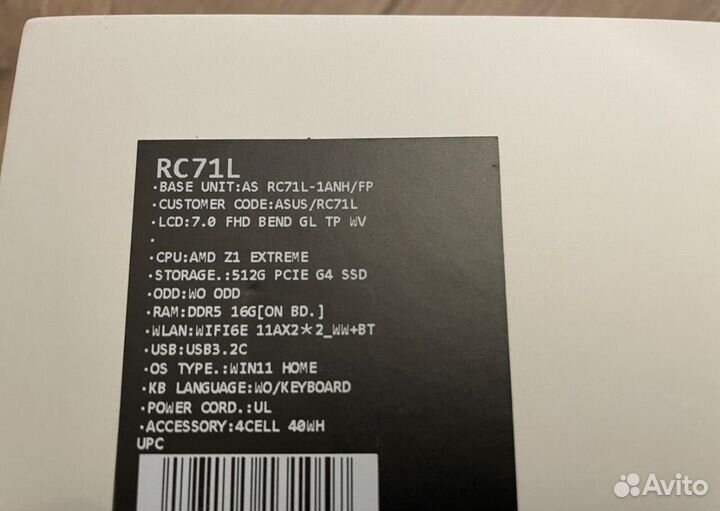 RC71L
·BASE UNIT:AS RC71L-1ANH/FP
·CUSTOMER CODE:ASUS/RC71L
·LCD:7.0 FHD BEND GL TP WV
·
·CPU:AMD Z1 EXTREME
·STORAGE.:512G PCIE G4 SSD
·ODD:WO ODD
·RAM:DDR5 16G[ON BD.]
·WLAN:WIFI6E 11AX2*2_WW+BT
·USB:USB3.2C
·OS TYPE.:WIN11 HOME
·KB LANGUAGE:WO/KEYBOARD
·POWER CORD.:UL
·ACCESSORY:4CELL 40WH
UPC
Avito